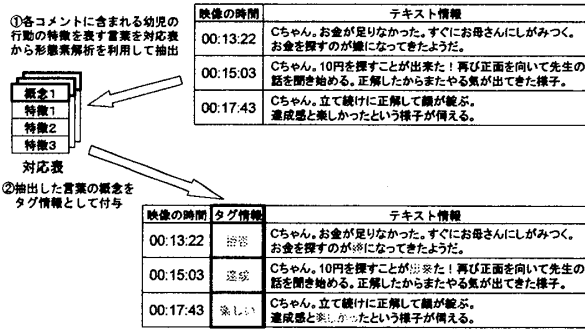 ①各コメントに含まれる幼児の
行動の特徴を表す言葉を対応表
から形態素解析を利用して抽出
概念1
特徴1
特徴2
特徴3
対応表
②抽出した言葉の概念を
タグ情報として付与
映像の時間 テキスト情報
00:13:22 Cちゃん。お金が足りなかった。すぐにお母さんにしがみつく。
お金を探すのが嫌になってきたようだ。
00:15:03 Cちゃん。10円を探すことが出来た！再び正面を向いて先生の
話を聞き始める。正解したからまたやる気が出てきた様子。
00:17:43 Cちゃん。立て続けに正解して顔が綻ぶ。
達成感と楽しかったという様子が伺える。
映像の時間 タグ情報 テキスト情報
00:13:22 Cちゃん。お金が足りなかった。すぐにお母さんにしがみつく。
お金を探すのが になってきたようだ。
00:15:03 達成 Cちゃん。10円を探すことが出来た！再び正面を向いて先生の
話を聞き始める。正解したからまたやる気が出てきた様子。
00:17:43 楽しい Cちゃん。立て続けに正解して顔が綻ぶ。
達成感と楽しかったという様子が伺える。